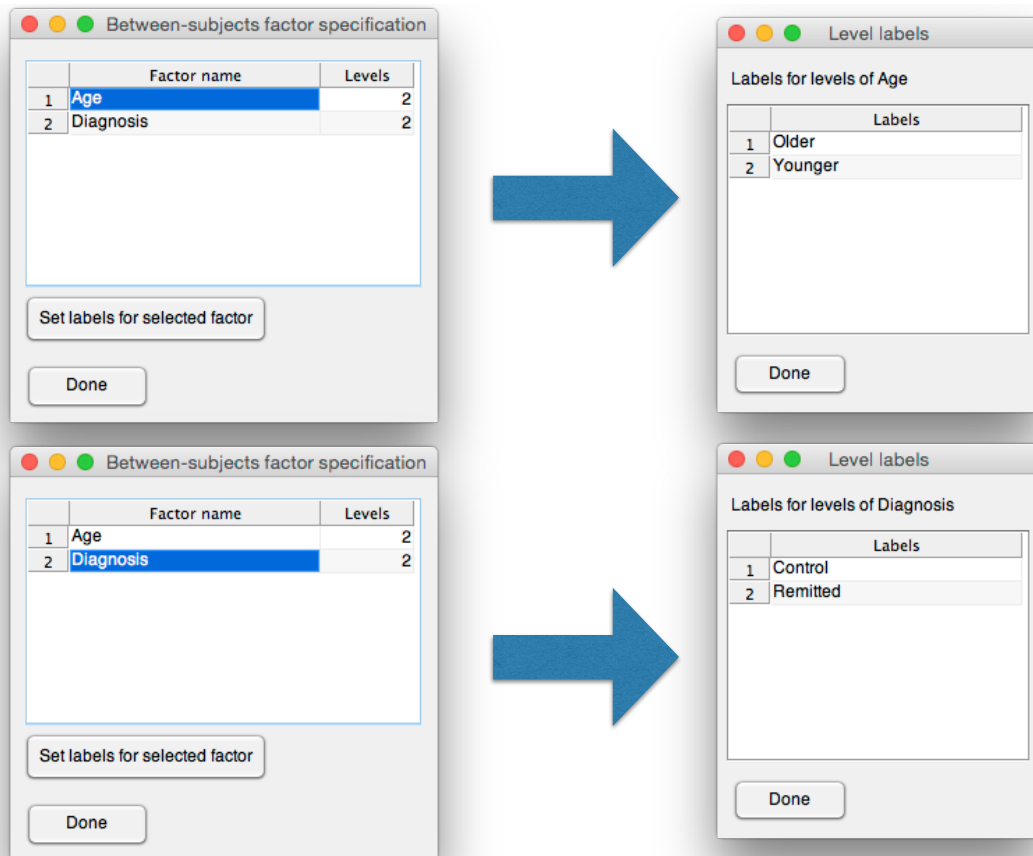 Between-subjects factor specification
Factor name Levels
1 Age 2
2 Diagnosis 2
Set labels for selected factor
Done
Level labels
Labels for levels of Age
Labels
1 Older
2 Younger
Done
Between-subjects factor specification
Factor name Levels
1 Age 2
2 Diagnosis 2
Set labels for selected factor
Done
Level labels
Labels for levels of Diagnosis
Labels
1 Control
2 Remitted
Done